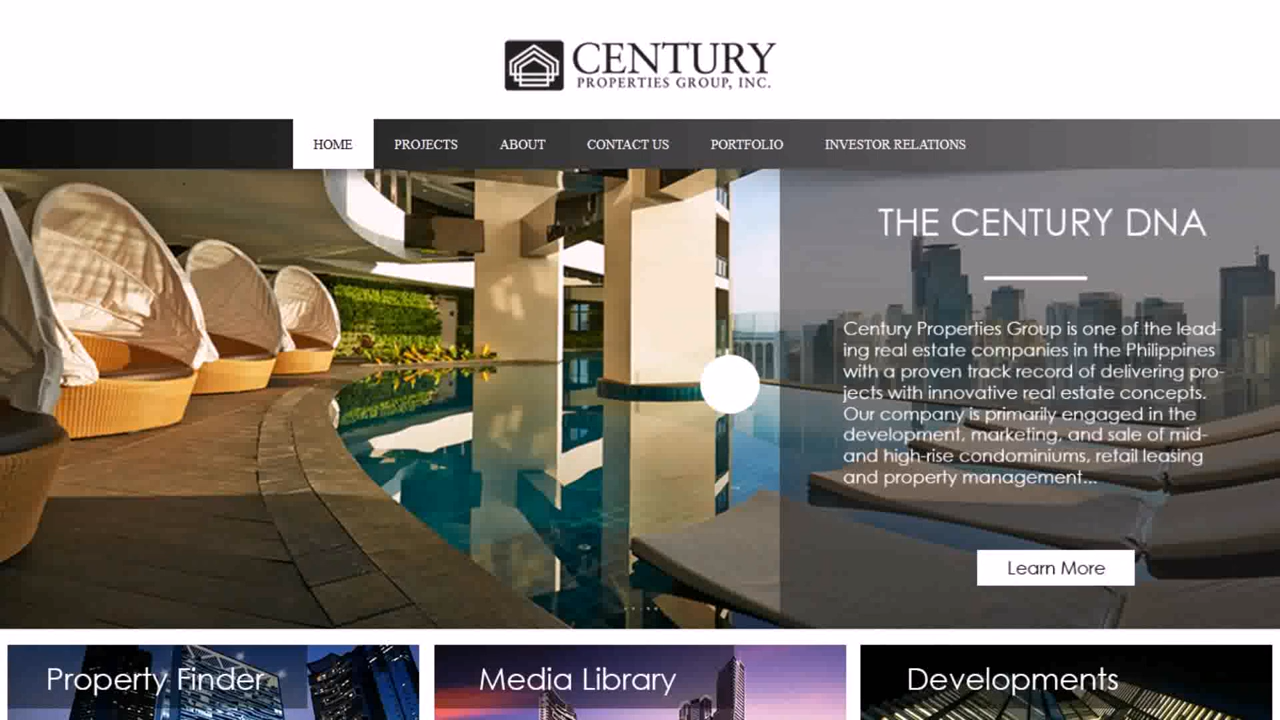 CENTURY
PROPERTIES GROUP, INC.
HOME PROJECTS ABOUT CONTACT US PORTFOLIO INVESTOR RELATIONS
THE CENTURY DNA
Century Properties Group is one of the lead-
ing real estate companies in the Philippines
with a proven track record of delivering pro-
jects with innovative real estate concepts.
Our company is primarily engaged in the
development, marketing, and sale of mid-
and high-rise condominiums, retail leasing
and property management...
Learn More
Property Finder Media Library Developments